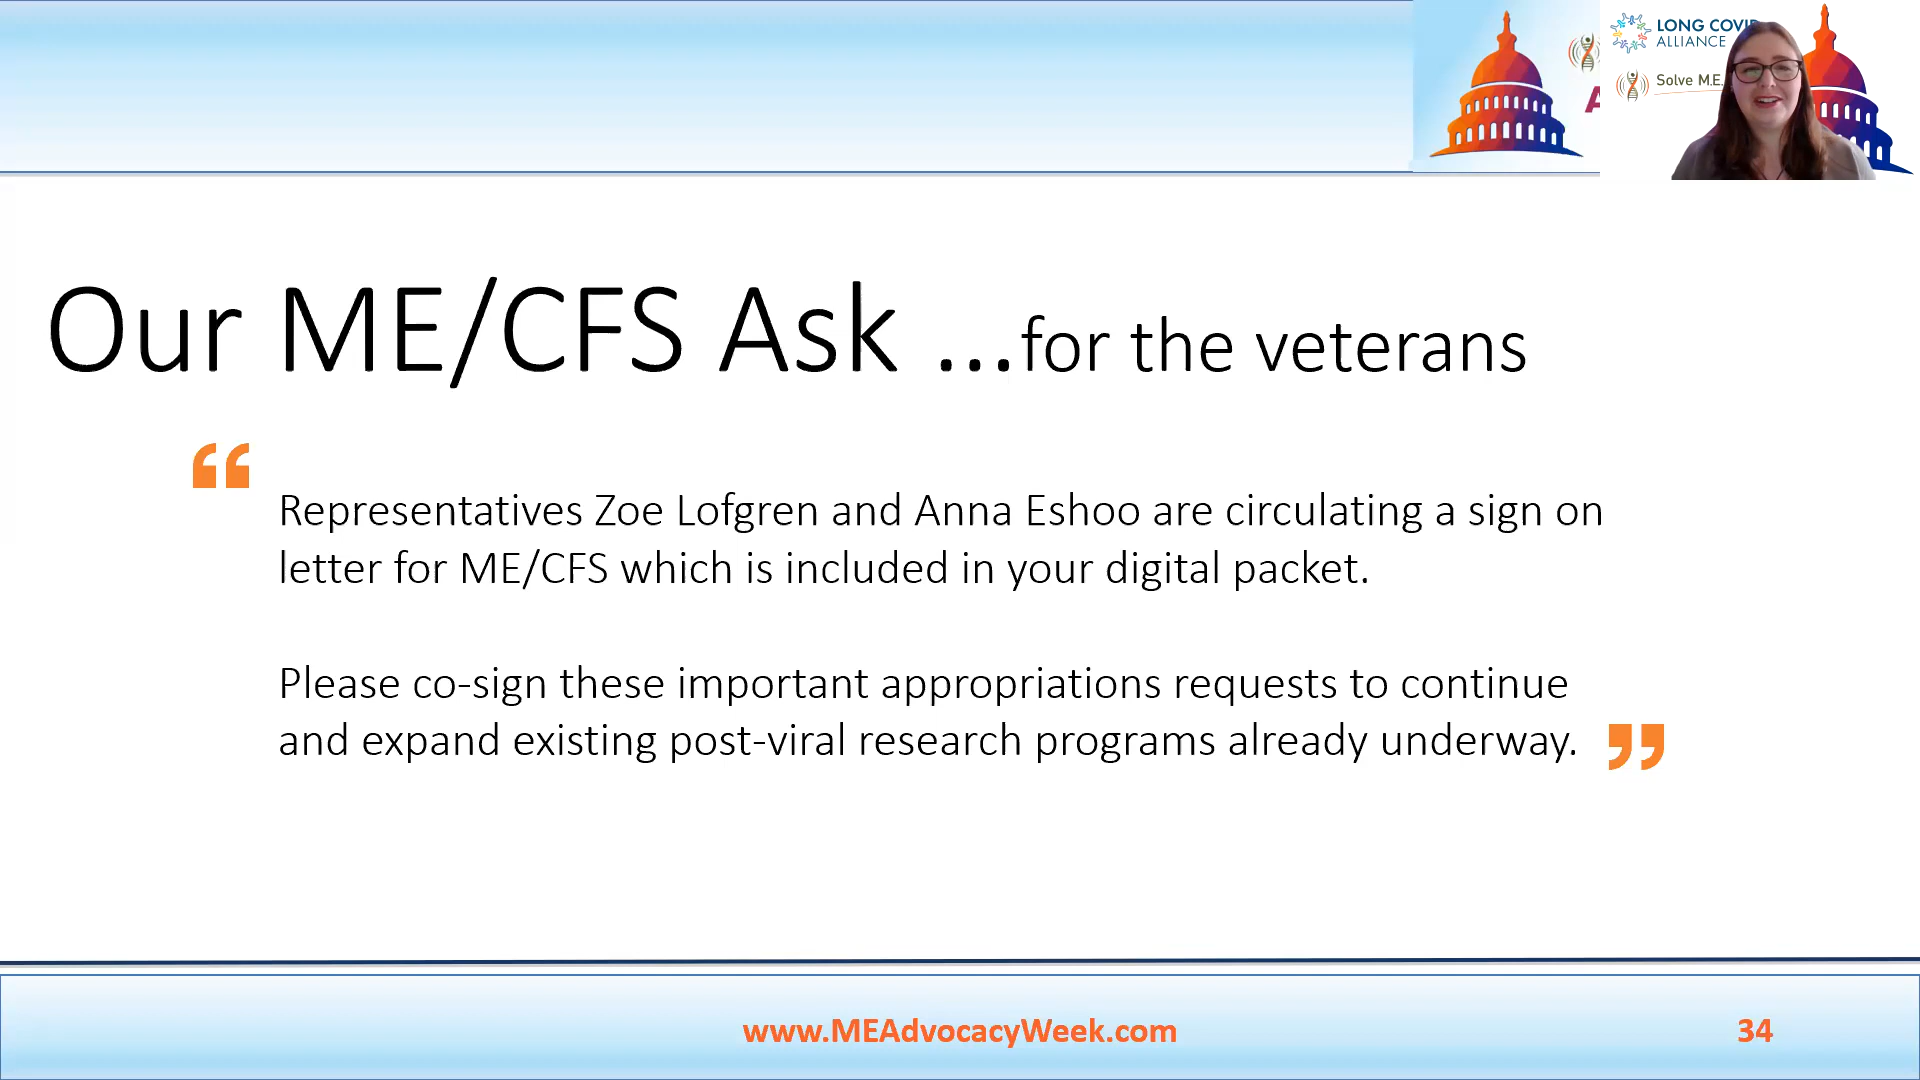 LONG COVID
ALLIANCE
Solve M.E.
Our ME/CFS Ask ...for the veterans
“
Representatives Zoe Lofgren and Anna Eshoo are circulating a sign on
letter for ME/CFS which is included in your digital packet.
Please co-sign these important appropriations requests to continue
and expand existing post-viral research programs already underway. ”
www.MEAdvocacyWeek.com
34